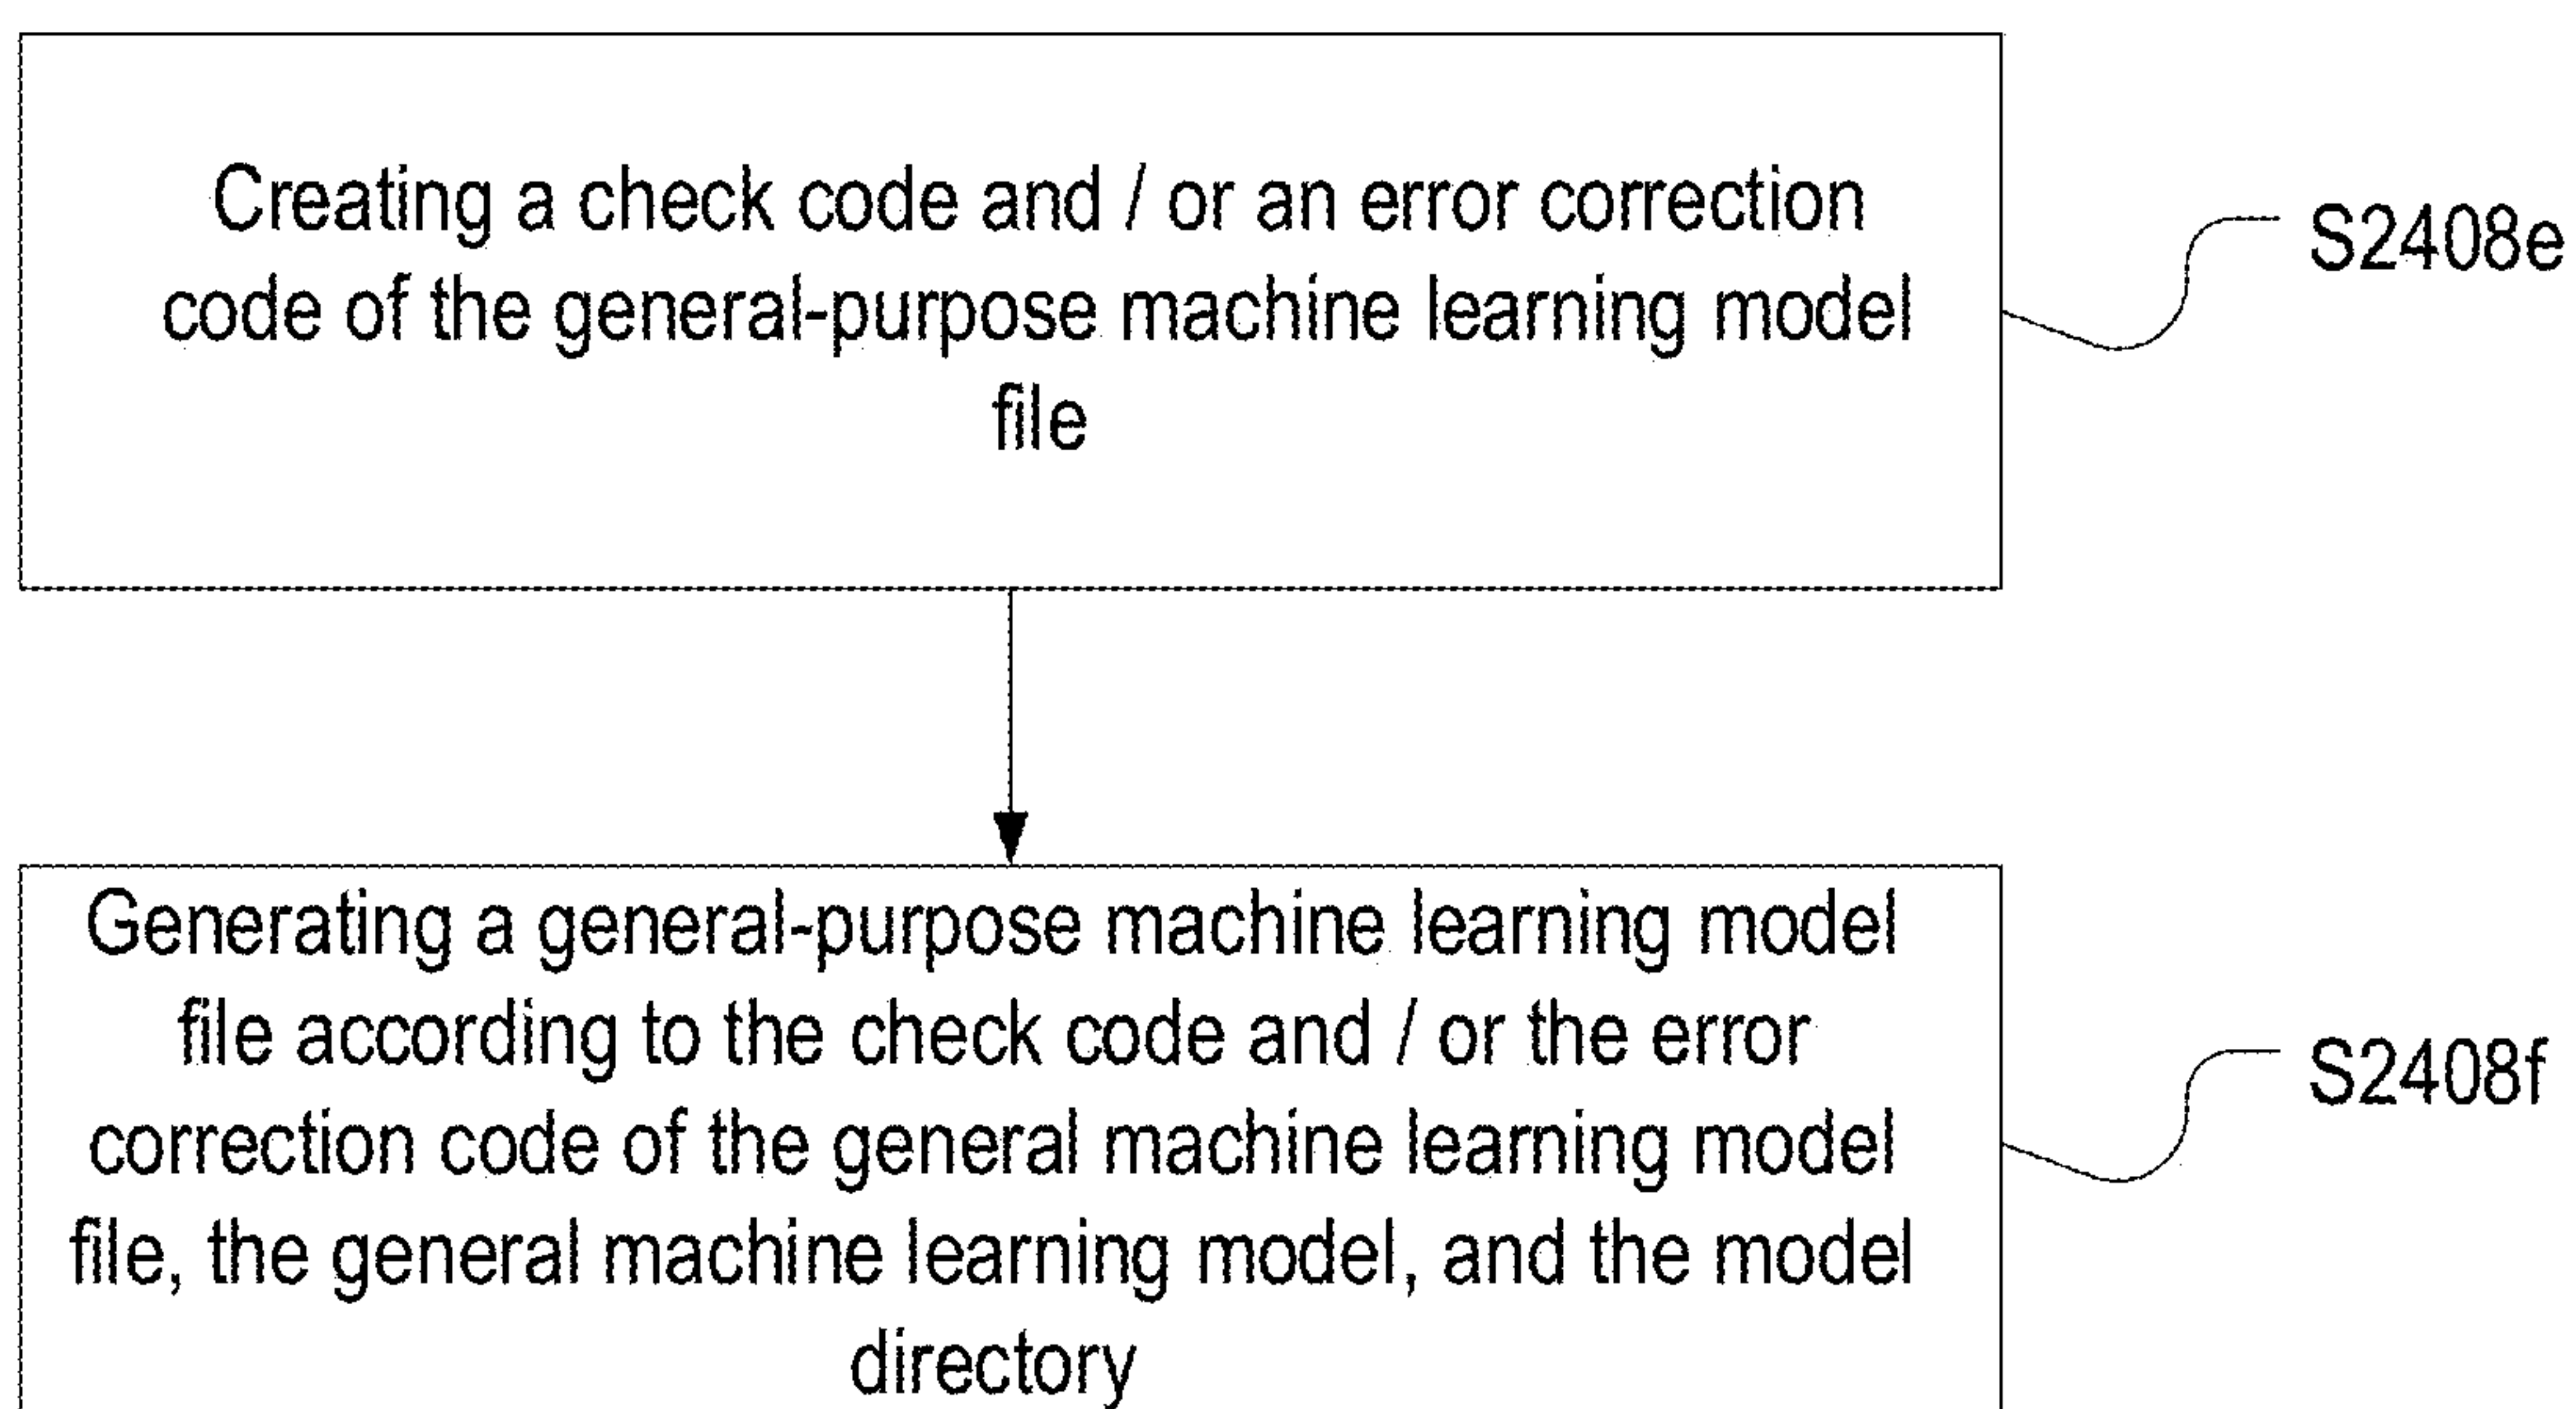 Creating a check code and / or an error correction
code of the general-purpose machine learning model
file
S2408e
Generating a general-purpose machine learning model
file according to the check code and / or the error
correction code of the general machine learning model
file, the general machine learning model, and the model
directory
S2408f